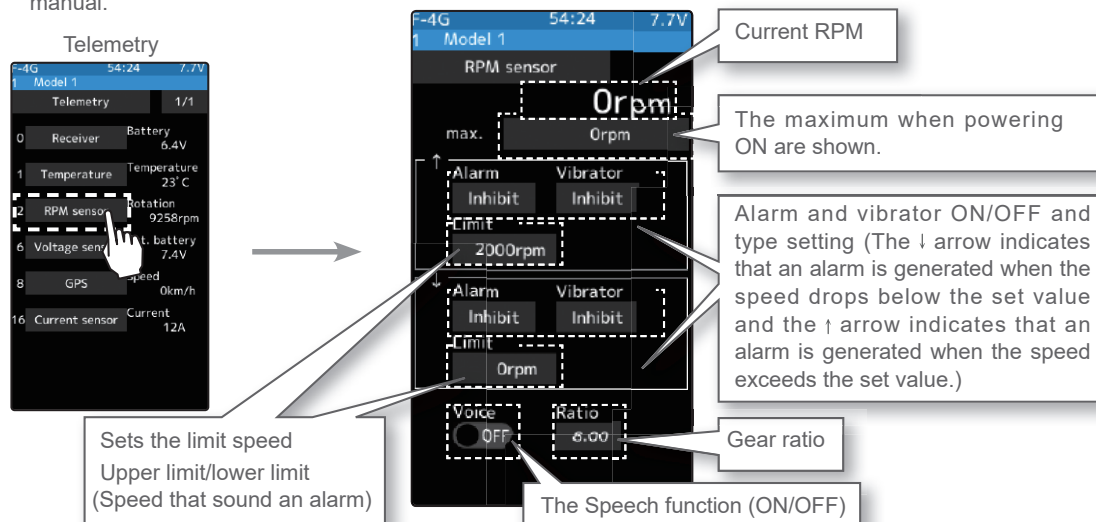 manual.
Telemetry
F-4G 54:24 7.7V
1 Model 1
Telemetry 1/1
0 Receiver Battery
6.4V
1 Temperature Temperature
23°C
2 RPM sensor Rotation
9258rpm
6 Voltage sens battery
7.4V
8 GPS Speed
0km/h
16 Current sensor Current
12A
F-4G 54:24 7.7V
1 Model 1
RPM sensor
0rpm
max. 0rpm
↑
Alarm Vibrator
Inhibit Inhibit
Limit
2000rpm
↓
Alarm Vibrator
Inhibit Inhibit
Limit
0rpm
Voice Ratio
OFF 8.00
Current RPM
The maximum when powering
ON are shown.
Alarm and vibrator ON/OFF and
type setting (The ↓ arrow indicates
that an alarm is generated when the
speed drops below the set value
and the ↑ arrow indicates that an
alarm is generated when the speed
exceeds the set value.)
Gear ratio
Sets the limit speed
Upper limit/lower limit
(Speed that sound an alarm)
The Speech function (ON/OFF)